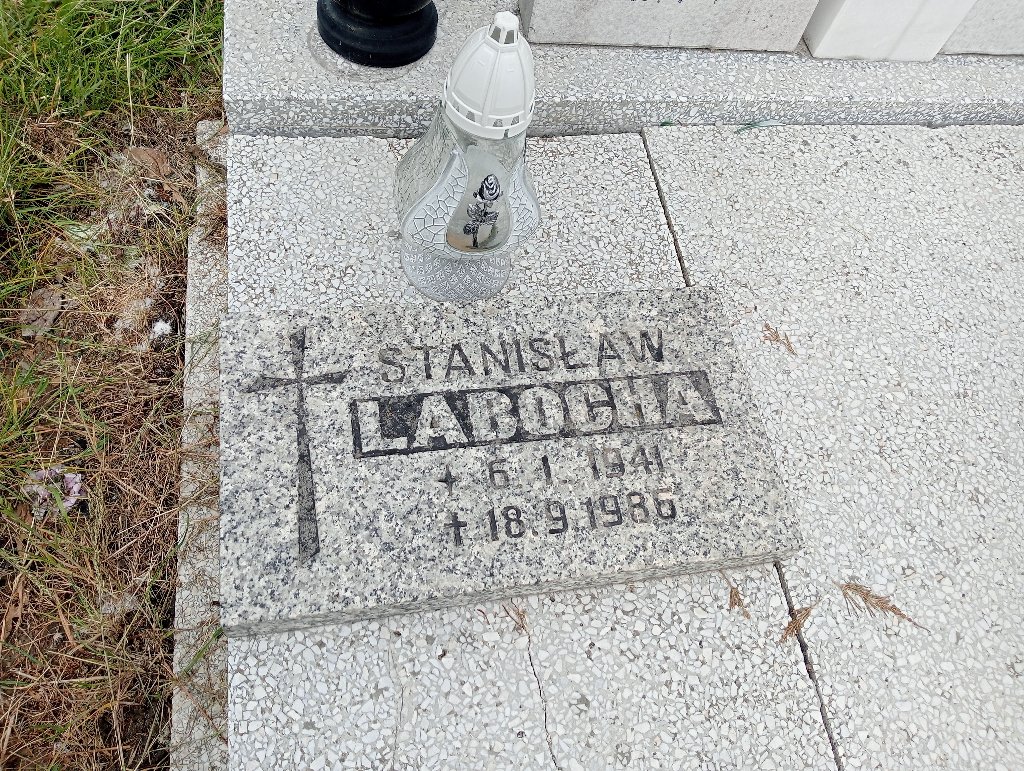 STANISŁAW
LABOCHA
+ 6. 1. 1941
+ 18. 9. 1986